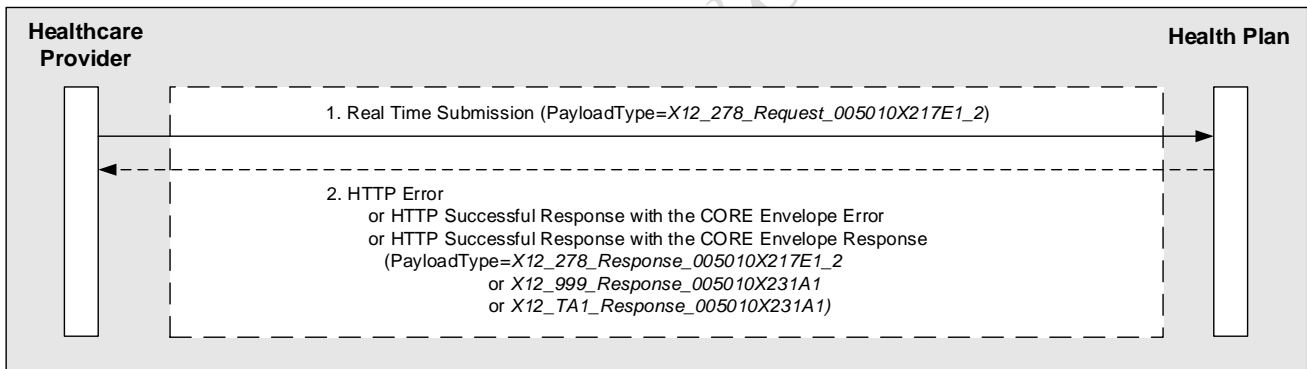 Healthcare
Provider
Health Plan
1. Real Time Submission (PayloadType=X12_278_Request_005010X217E1_2)
2. HTTP Error
or HTTP Successful Response with the CORE Envelope Error
or HTTP Successful Response with the CORE Envelope Response
(PayloadType=X12_278_Response_005010X217E1_2
or X12_999_Response_005010X231A1
or X12_TA1_Response_005010X231A1)